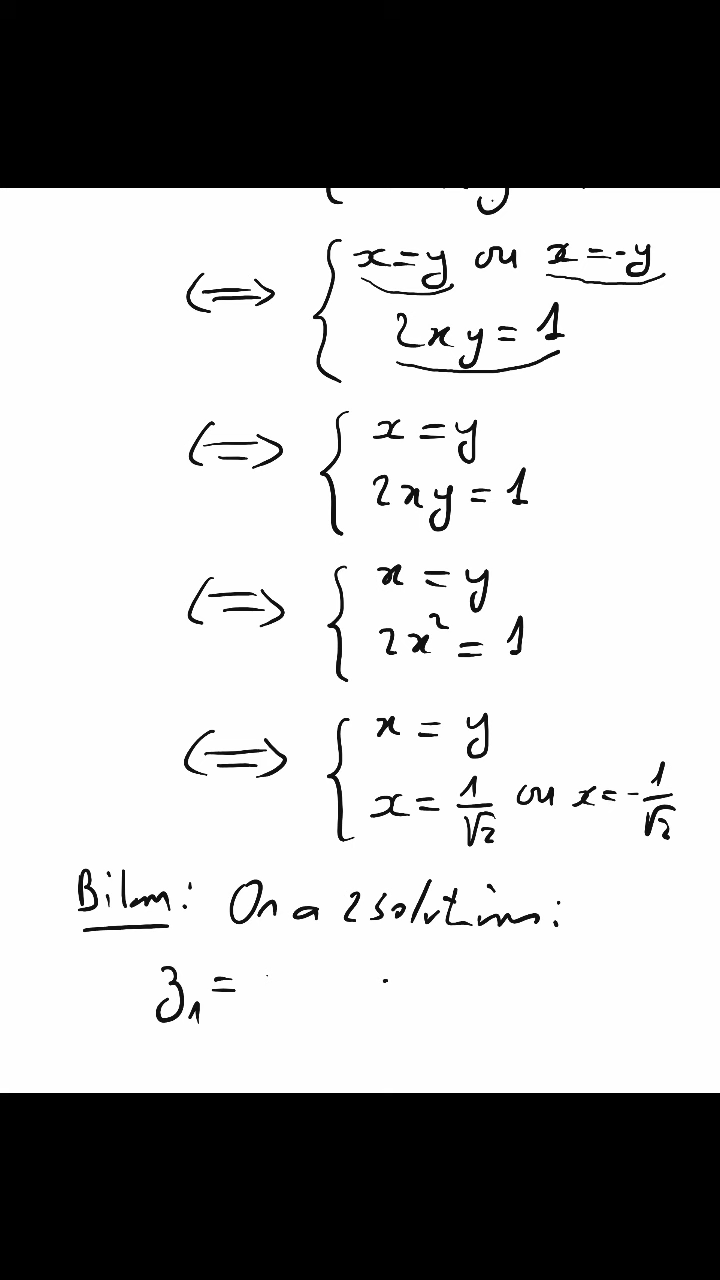 ⟺ { x = y ou x = -y
2xy = 1
⟺ { x = y
2xy = 1
⟺ { x = y
2x² = 1
⟺ { x = y
x = 1/√2 ou x = -1/√2
Bilan : On a 2 solutions :
z₁ =